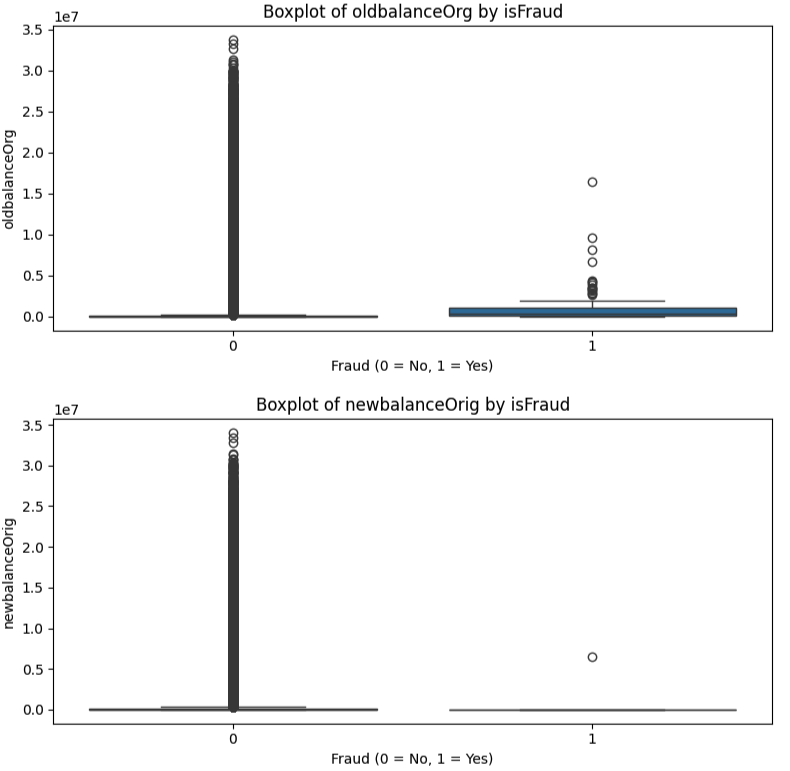 Boxplot of oldbalanceOrg by isFraud
1e7
3.5
3.0
2.5
2.0
1.5
1.0
0.5
0.0
oldbalanceOrg
0 1
Fraud (0 = No, 1 = Yes)
Boxplot of newbalanceOrig by isFraud
1e7
3.5
3.0
2.5
2.0
1.5
1.0
0.5
0.0
newbalanceOrig
0 1
Fraud (0 = No, 1 = Yes)